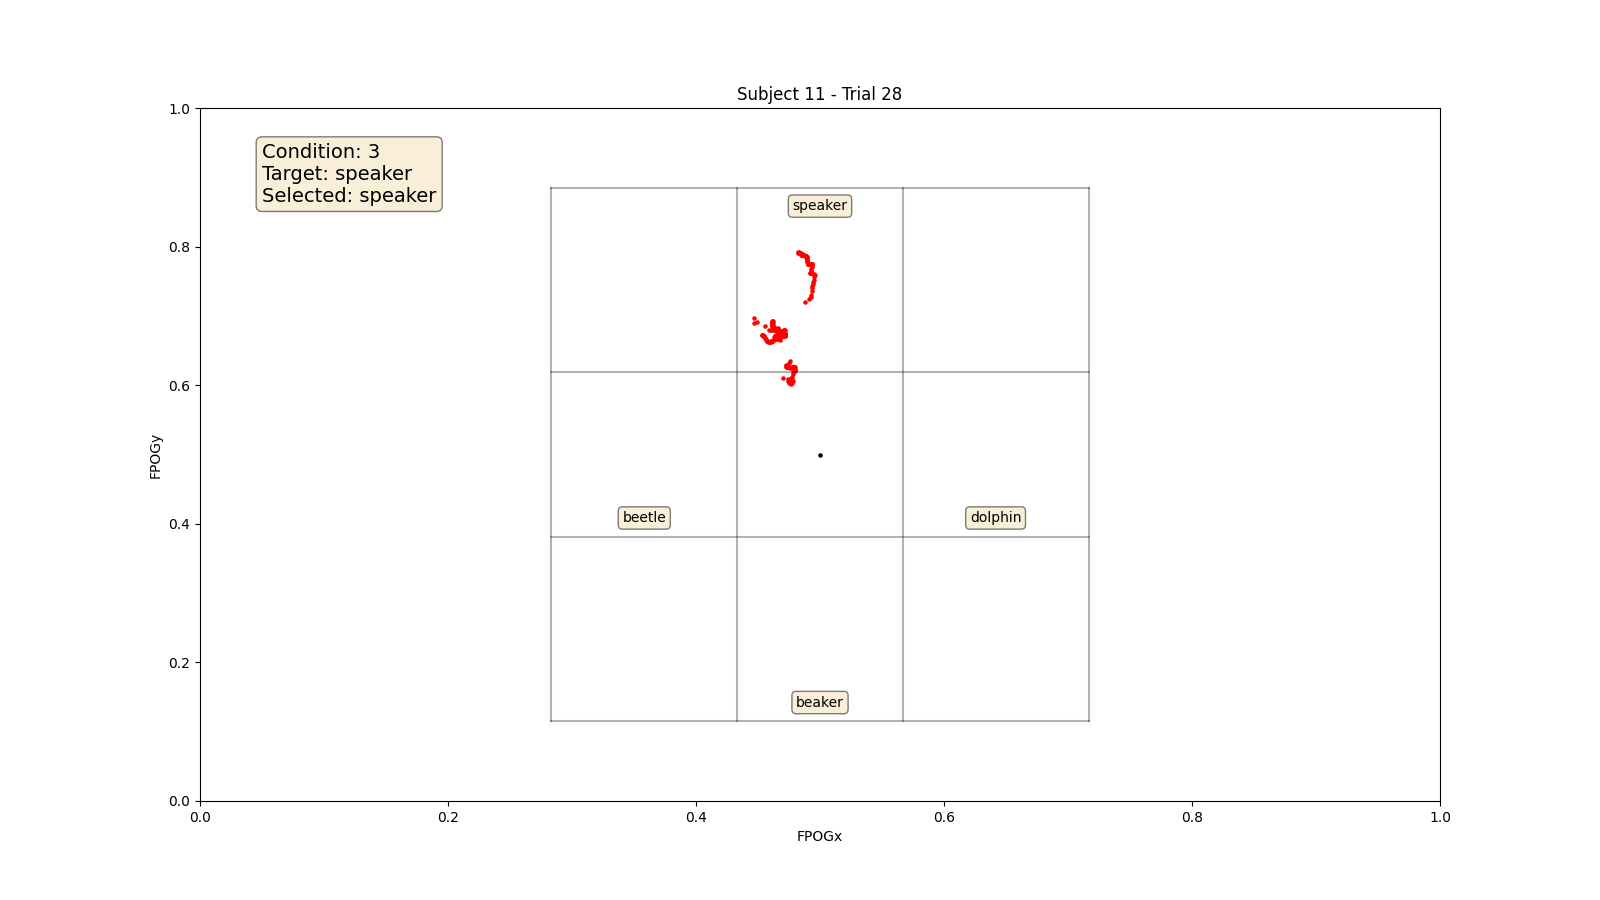 Subject 11 - Trial 28
1.0
0.8
0.6
0.4
0.2
0.0
FPOGy
Condition: 3
Target: speaker
Selected: speaker
speaker
beetle
dolphin
beaker
0.0 0.2 0.4 0.6 0.8 1.0
FPOGx